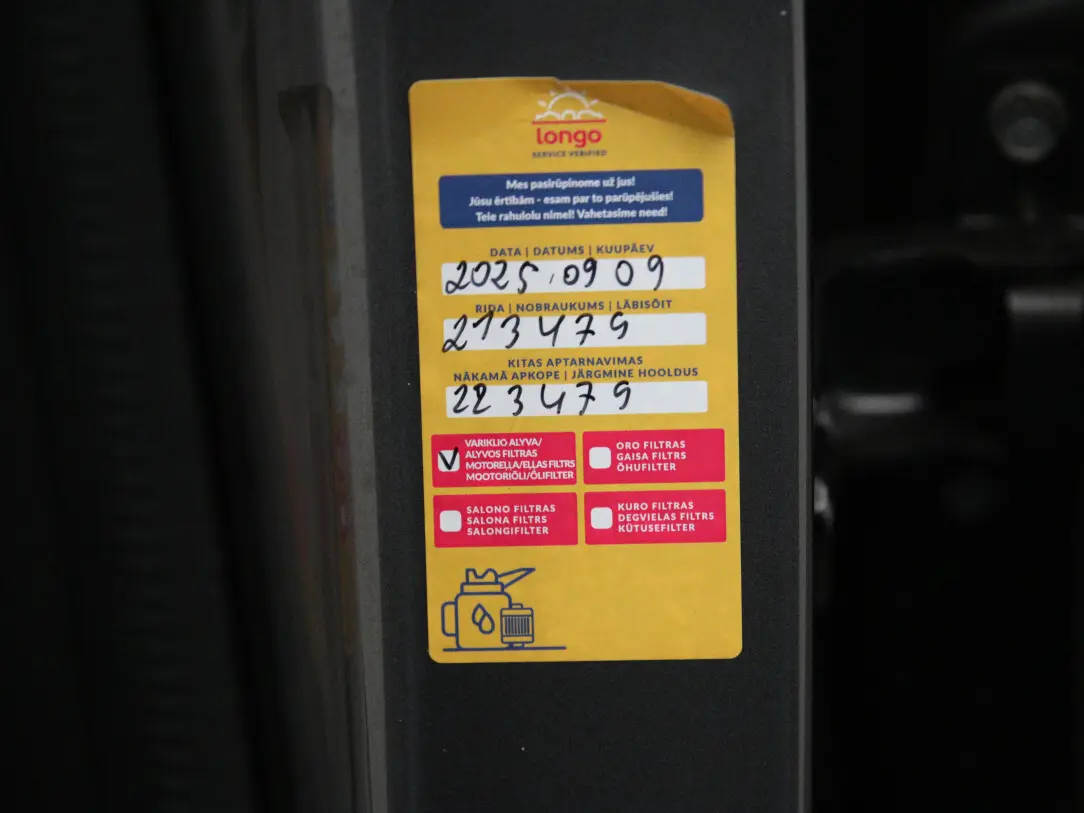 longo
SERVICE VERIFIED
Mes pasirūpinome už jus!
Jūsu ērtībām - esam par to parūpējušies!
Teie rahulolu nimel! Vahetasime need!
DATA | DATUMS | KUUPÄEV
2025.09 09
RIDA | NOBRAUKUMS | LÄBISÕIT
213479
KITAS APTARNAVIMAS
NĀKAMĀ APKOPE | JÄRGMINE HOOLDUS
223479
V
VARIKLIO ALYVA/
ALYVOS FILTRAS
MOTOREĻĻA/EĻĻAS FILTRS
MOOTORIÕLI/ÕLIFILTER
ORO FILTRAS
GAISA FILTRS
ÕHUFILTER
SALONO FILTRAS
SALONA FILTRS
SALONGIFILTER
KURO FILTRAS
DEGVIELAS FILTRS
KÜTUSEFILTER